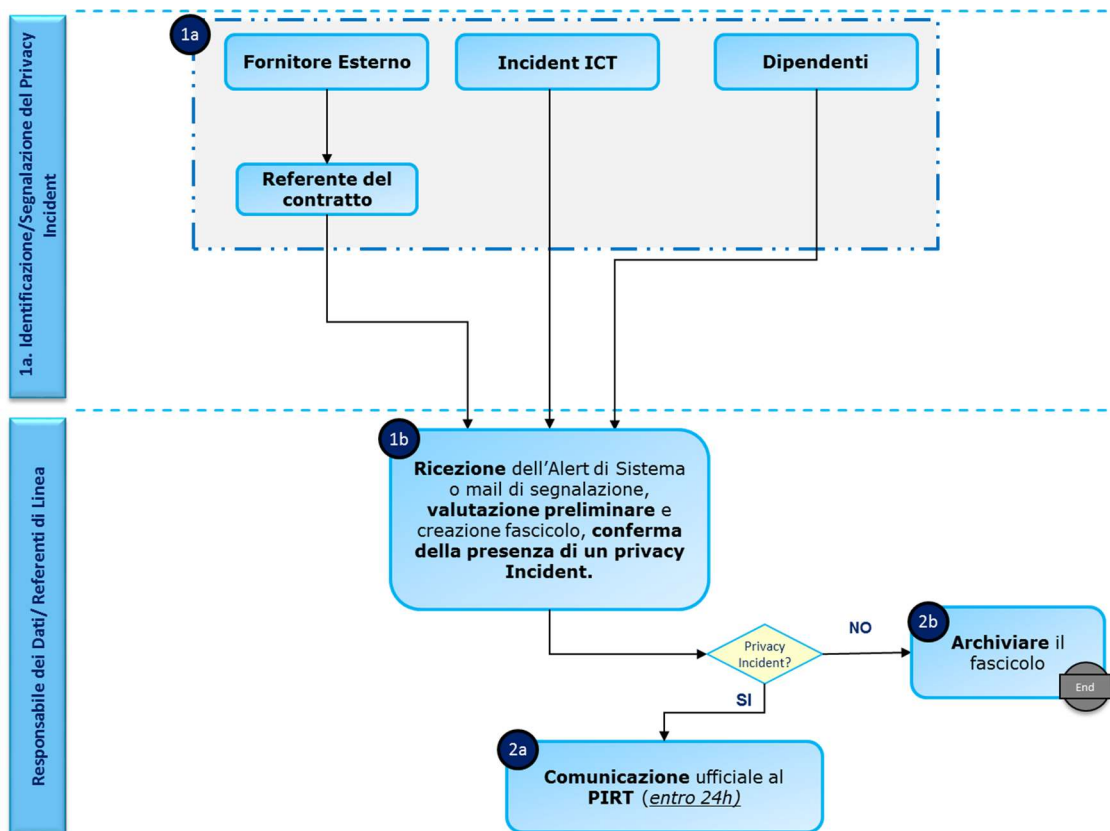 1a. Identificazione/Segnalazione del Privacy
Incident
1a
Fornitore Esterno
Incident ICT
Dipendenti
Referente del
contratto
Responsabile dei Dati/ Referenti di Linea
1b
Ricezione dell’Alert di Sistema
o mail di segnalazione,
valutazione preliminare e
creazione fascicolo, conferma
della presenza di un privacy
Incident.
Privacy
Incident?
NO
2b
Archiviare il
fascicolo
End
SI
2a
Comunicazione ufficiale al
PIRT (entro 24h)